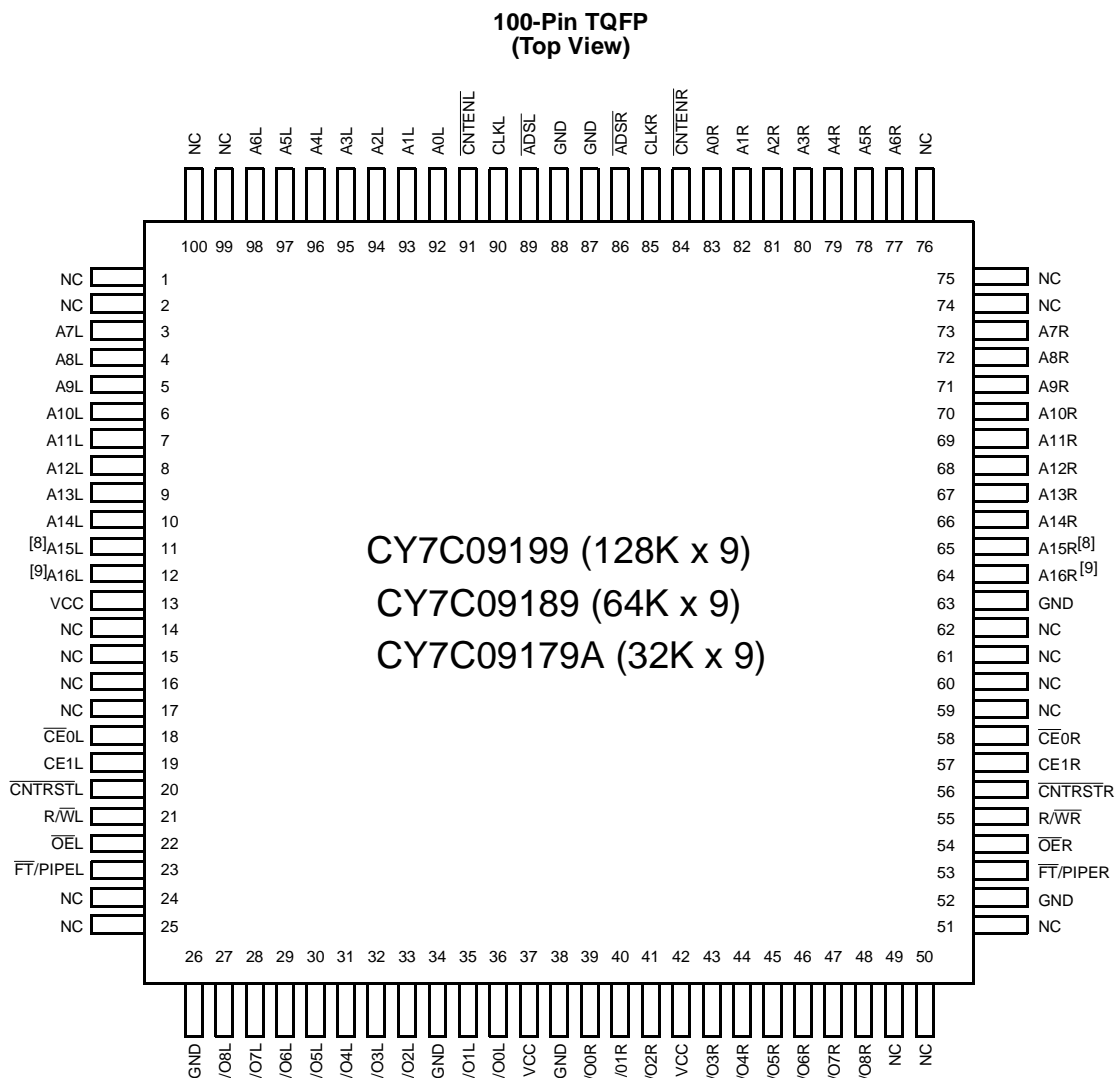 100-Pin TQFP
(Top View)
NC NC A6L A5L A4L A3L A2L A1L A0L CNTENL CLKL ADSL GND GND ADSR CLKR CNTENR A0R A1R A2R A3R A4R A5R A6R NC
100 99 98 97 96 95 94 93 92 91 90 89 88 87 86 85 84 83 82 81 80 79 78 77 76
NC 1 75 NC
NC 2 74 NC
A7L 3 73 A7R
A8L 4 72 A8R
A9L 5 71 A9R
A10L 6 70 A10R
A11L 7 69 A11R
A12L 8 68 A12R
A13L 9 67 A13R
A14L 10 66 A14R
[8]A15L 11 65 A15R[8]
[9]A16L 12 64 A16R[9]
VCC 13 63 GND
NC 14 62 NC
NC 15 61 NC
NC 16 60 NC
NC 17 59 NC
CE0L 18 58 CE0R
CE1L 19 57 CE1R
CNTRSTL 20 56 CNTRSTR
R/WL 21 55 R/WR
OEL 22 54 OER
FT/PIPEL 23 53 FT/PIPER
NC 24 52 GND
NC 25 51 NC
CY7C09199 (128K x 9)
CY7C09189 (64K x 9)
CY7C09179A (32K x 9)
26 27 28 29 30 31 32 33 34 35 36 37 38 39 40 41 42 43 44 45 46 47 48 49 50
GND /O8L /O7L /O6L /O5L /O4L /O3L /O2L GND /O1L /O0L VCC GND /O0R /01R /O2R VCC /O3R /O4R /O5R /O6R /O7R /O8R NC NC